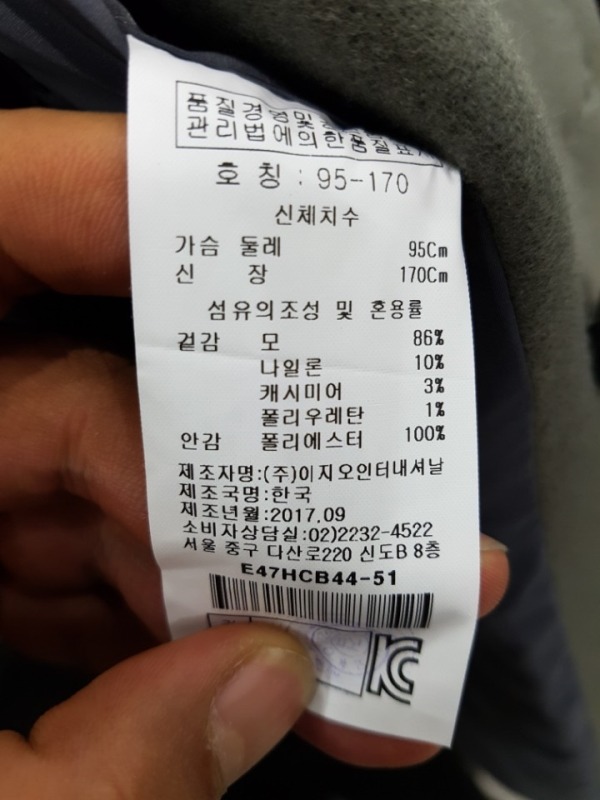 품질경영및
관리법에의한품질표시
호 칭 : 95-170
신체치수
가슴 둘레 95Cm
신 장 170Cm
섬유의조성 및 혼용률
겉감 모 86%
나일론 10%
캐시미어 3%
폴리우레탄 1%
안감 폴리에스터 100%
제조자명:(주)이지오인터내셔날
제조국명:한국
제조년월:2017.09
소비자상담실:02)2232-4522
서울 중구 다산로220 신도B 8층
E47HCB44-51
KC